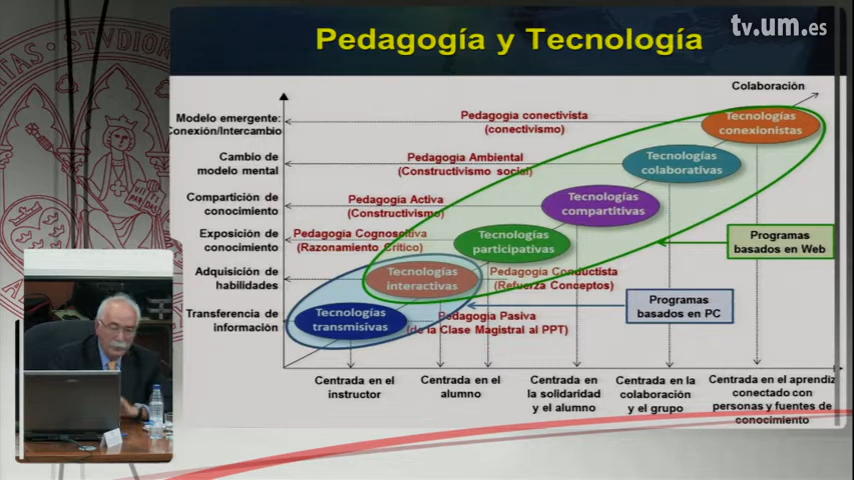 tv.um.es
Pedagogía y Tecnología
Colaboración
Modelo emergente:
Conexión/Intercambio
Pedagogia conectivista
(conectivismo)
Tecnologías
conexionistas
Cambio de
modelo mental
Pedagogía Ambiental
(Constructivismo social)
Tecnologías
colaborativas
Compartición de
conocimiento
Pedagogía Activa
(Constructivismo)
Tecnologías
compartitivas
Exposición de
conocimiento
Pedagogía Cognoscitiva
(Razonamiento Crítico)
Tecnologías
participativas
Programas
basados en Web
Adquisición de
habilidades
Tecnologías
interactivas
Pedagogía Conductista
(Refuerza Conceptos)
Programas
basados en PC
Transferencia de
información
Tecnologías
transmisivas
Pedagogía Pasiva
(de la Clase Magistral al PPT)
Centrada en el
instructor
Centrada en el
alumno
Centrada en
la solidaridad
y el alumno
Centrada en la
colaboración
y el grupo
Centrada en el aprendiz
conectado con
personas y fuentes de
conocimiento